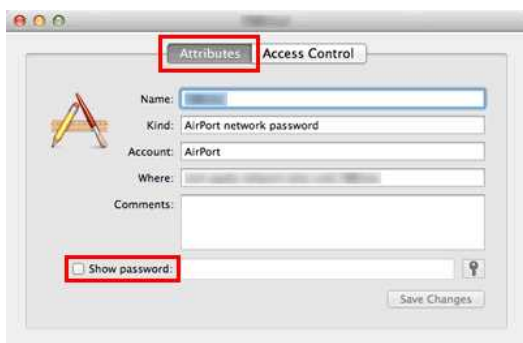 Attributes Access Control
Name:
Kind: AirPort network password
Account: AirPort
Where:
Comments:
Show password:
Save Changes